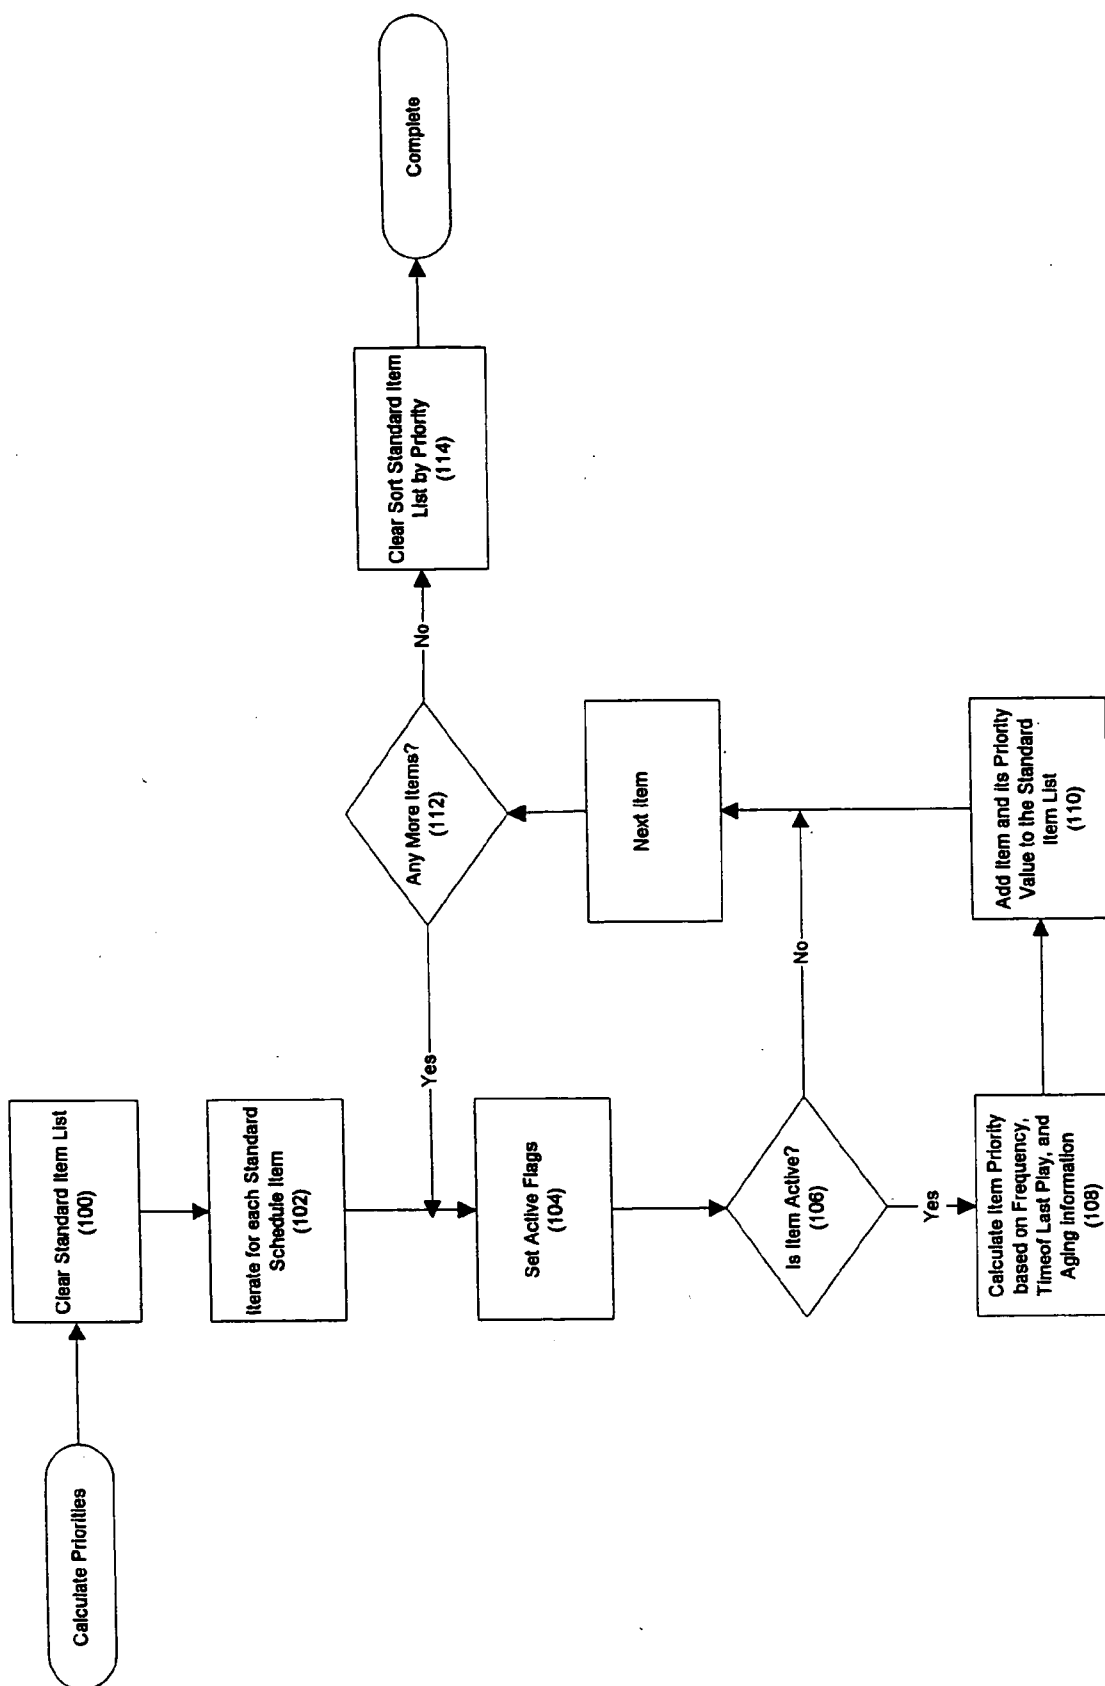 Calculate Priorities
Clear Standard Item List
(100)
Iterate for each Standard
Schedule Item
(102)
Set Active Flags
(104)
Is Item Active?
(106)
Yes
No
Calculate Item Priority
based on Frequency,
Timeof Last Play, and
Aging Information
(108)
Add Item and its Priority
Value to the Standard
Item List
(110)
Next Item
Any More Items?
(112)
Yes
No
Clear Sort Standard Item
List by Priority
(114)
Complete